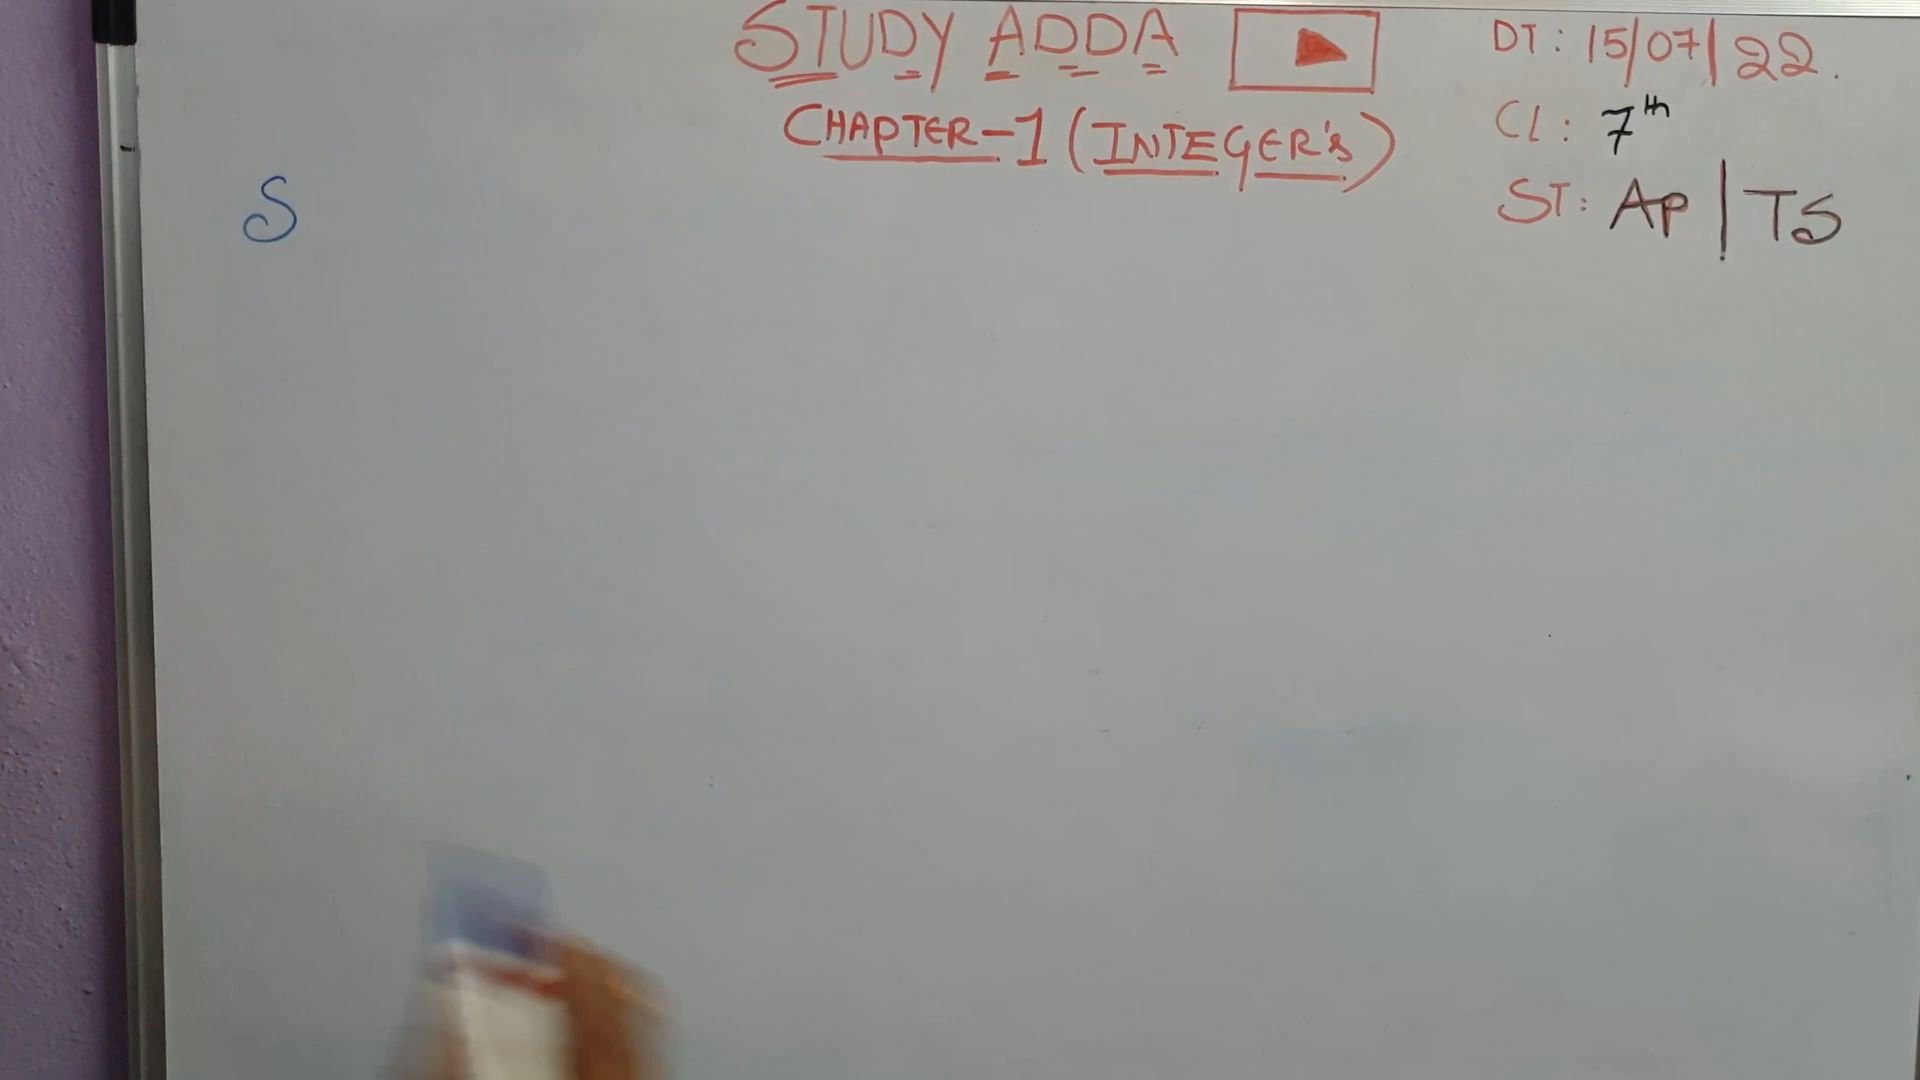 STUDY ADDA
DT: 15/07/22.
CHAPTER-1 (INTEGER's)
Cl: 7th
ST: AP | TS
S